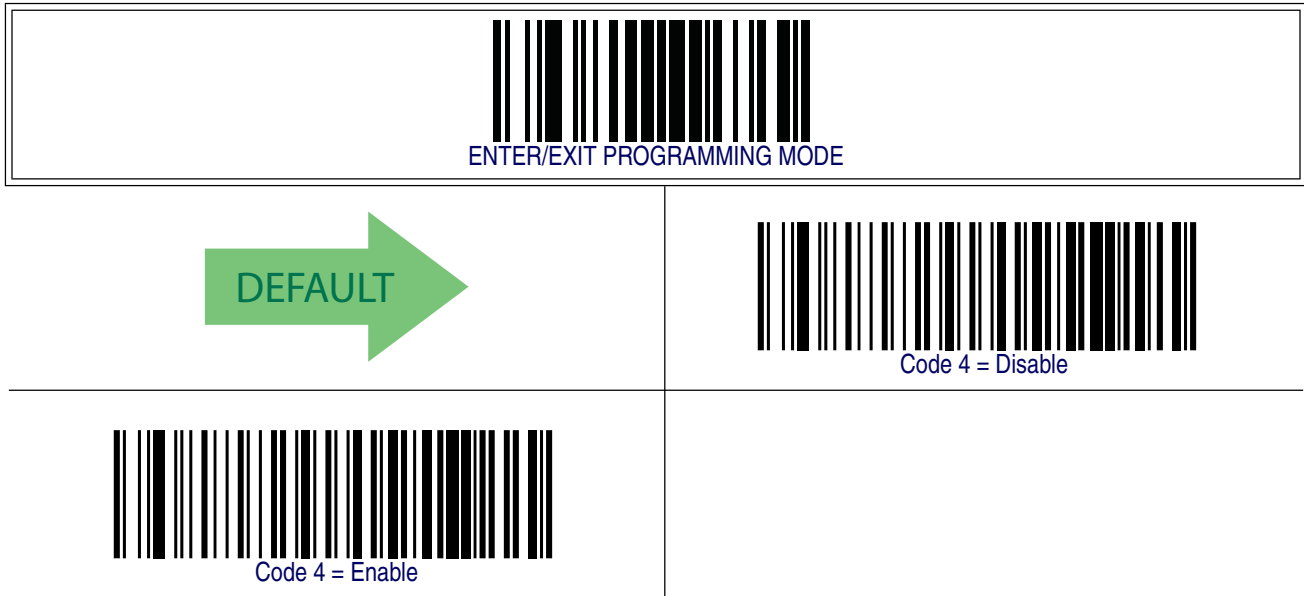 ENTER/EXIT PROGRAMMING MODE
DEFAULT
Code 4 = Disable
Code 4 = Enable